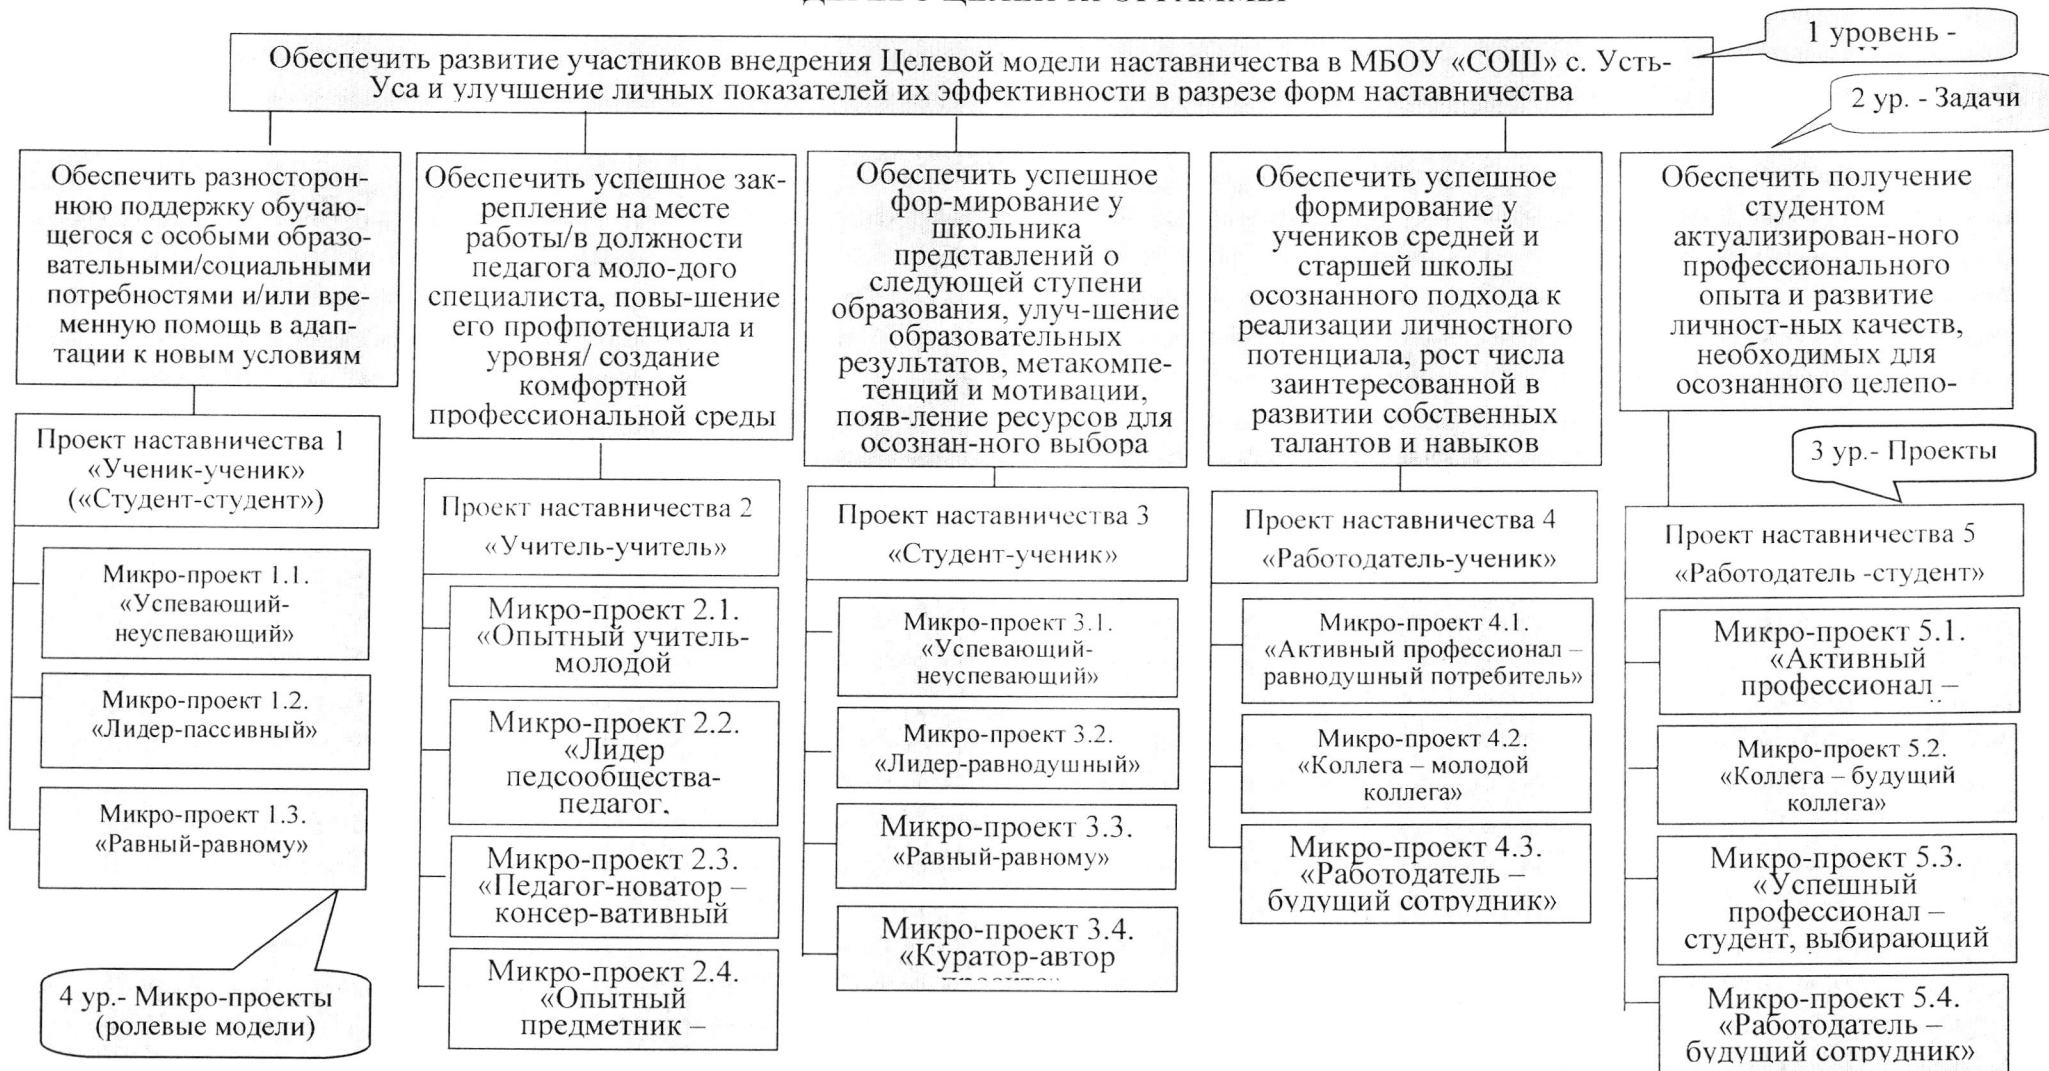 1 уровень -
Обеспечить развитие участников внедрения Целевой модели наставничества в МБОУ «СОШ» с. Усть-
Уса и улучшение личных показателей их эффективности в разрезе форм наставничества
2 ур. - Задачи
Обеспечить разносторон-
нюю поддержку обучаю-
щегося с особыми образо-
вательными/социальными
потребностями и/или вре-
менную помощь в адап-
тации к новым условиям
Обеспечить успешное зак-
репление на месте
работы/в должности
педагога моло-дого
специалиста, повы-шение
его профпотенциала и
уровня/ создание
комфортной
профессиональной среды
Обеспечить успешное
фор-мирование у
школьника
представлений о
следующей ступени
образования, улуч-шение
образовательных
результатов, метакомпе-
тенций и мотивации,
появ-ление ресурсов для
осознан-ного выбора
Обеспечить успешное
формирование у
учеников средней и
старшей школы
осознанного подхода к
реализации личностного
потенциала, рост числа
заинтересованной в
развитии собственных
талантов и навыков
Обеспечить получение
студентом
актуализирован-ного
профессионального
опыта и развитие
личност-ных качеств,
необходимых для
осознанного целепо-
3 ур.- Проекты
Проект наставничества 1
«Ученик-ученик»
(«Студент-студент»)
Микро-проект 1.1.
«Успевающий-
неуспевающий»
Микро-проект 1.2.
«Лидер-пассивный»
Микро-проект 1.3.
«Равный-равному»
4 ур.- Микро-проекты
(ролевые модели)
Проект наставничества 2
«Учитель-учитель»
Микро-проект 2.1.
«Опытный учитель-
молодой
Микро-проект 2.2.
«Лидер
педсообщества-
педагог,
Микро-проект 2.3.
«Педагог-новатор –
консер-вативный
Микро-проект 2.4.
«Опытный
предметник –
Проект наставничества 3
«Студент-ученик»
Микро-проект 3.1.
«Успевающий-
неуспевающий»
Микро-проект 3.2.
«Лидер-равнодушный»
Микро-проект 3.3.
«Равный-равному»
Микро-проект 3.4.
«Куратор-автор
Проект наставничества 4
«Работодатель-ученик»
Микро-проект 4.1.
«Активный профессионал –
равнодушный потребитель»
Микро-проект 4.2.
«Коллега – молодой
коллега»
Микро-проект 4.3.
«Работодатель –
будущий сотрудник»
Проект наставничества 5
«Работодатель -студент»
Микро-проект 5.1.
«Активный
профессионал –
Микро-проект 5.2.
«Коллега – будущий
коллега»
Микро-проект 5.3.
«Успешный
профессионал –
студент, выбирающий
Микро-проект 5.4.
«Работодатель –
будущий сотрудник»